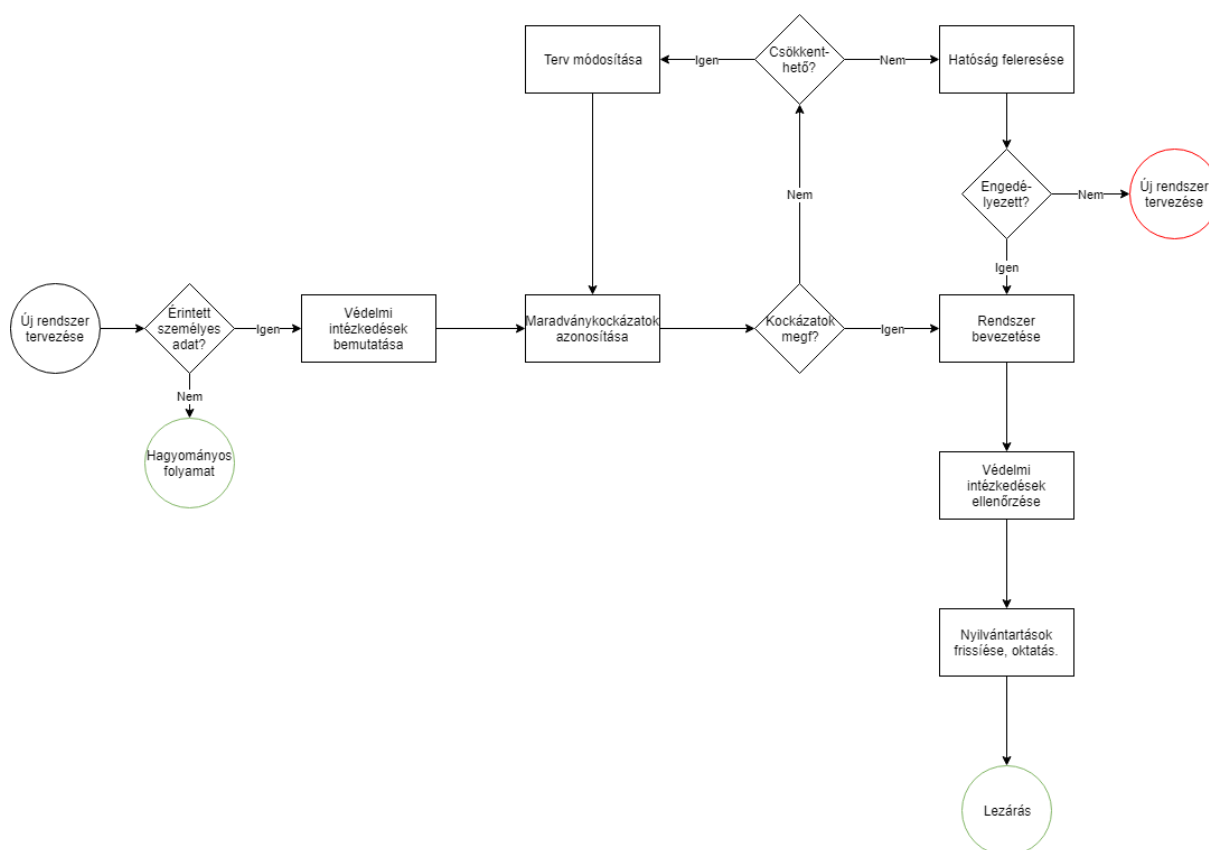 Terv módosítása
Igen
Csökkent-
hető?
Nem
Hatóság feleresése
Engedé-
lyezett?
Nem
Új rendszer
tervezése
Nem
Igen
Új rendszer
tervezése
Érintett
személyes
adat?
Igen
Védelmi
intézkedések
bemutatása
Maradványkockázatok
azonosítása
Kockázatok
megf?
Igen
Rendszer
bevezetése
Nem
Hagyományos
folyamat
Védelmi
intézkedések
ellenőrzése
Nyilvántartások
frissíése, oktatás.
Lezárás